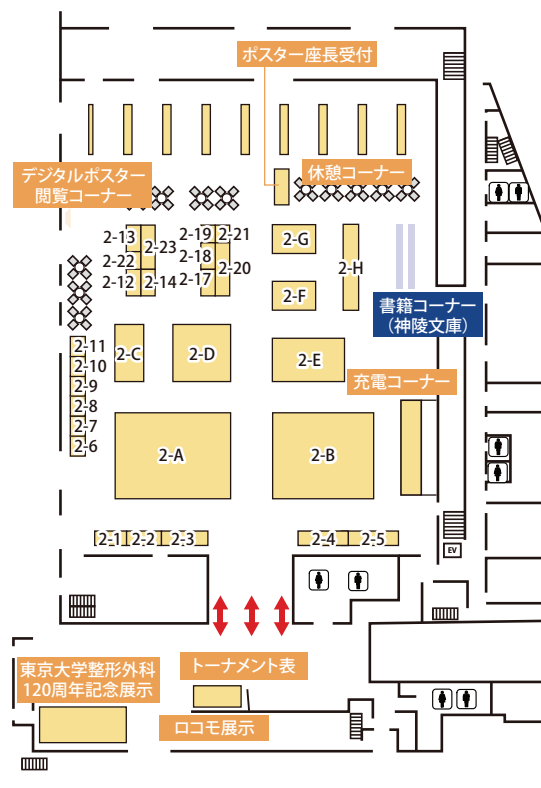 ポスター座長受付
デジタルポスター
閲覧コーナー
休憩コーナー
2-13
2-23
2-22
2-12
2-14
2-19
2-21
2-18
2-20
2-17
2-G
2-H
2-F
書籍コーナー
（神陵文庫）
2-11
2-10
2-9
2-8
2-7
2-6
2-C
2-D
2-E
充電コーナー
2-A
2-B
2-1
2-2
2-3
2-4
2-5
EV
東京大学整形外科
120周年記念展示
トーナメント表
ロコモ展示